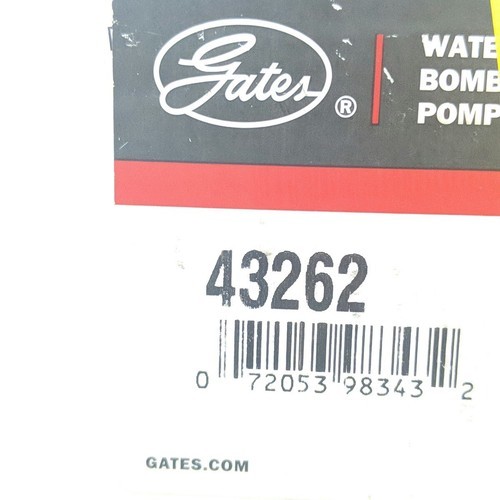 Gates ®
WATE
BOMB
POMP
43262
0 72053 98343 2
GATES.COM